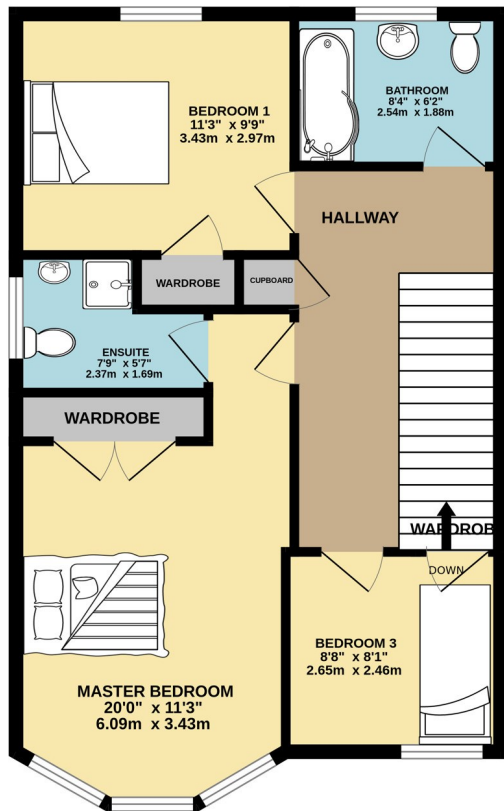 BEDROOM 1
11'3" x 9'9"
3.43m x 2.97m
BATHROOM
8'4" x 6'2"
2.54m x 1.88m
HALLWAY
WARDROBE
CUPBOARD
ENSUITE
7'9" x 5'7"
2.37m x 1.69m
WARDROBE
WARDROB
DOWN
BEDROOM 3
8'8" x 8'1"
2.65m x 2.46m
MASTER BEDROOM
20'0" x 11'3"
6.09m x 3.43m